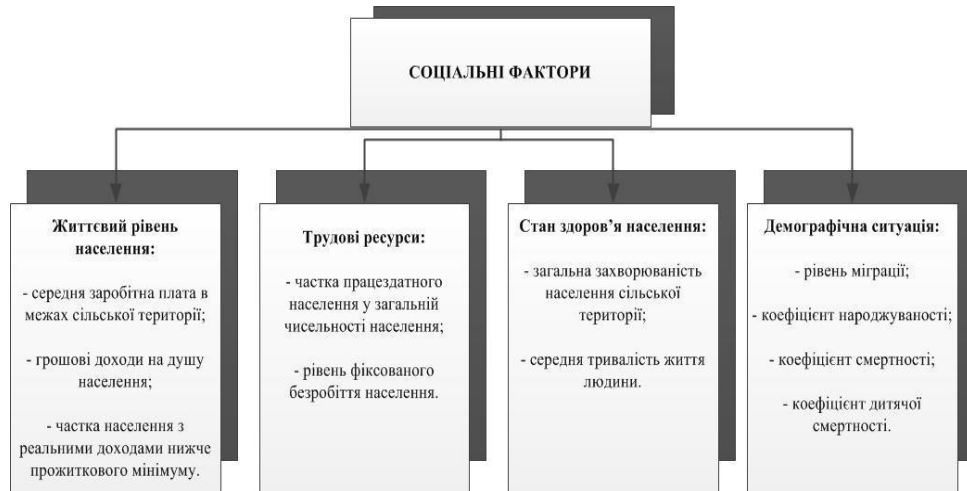 СОЦІАЛЬНІ ФАКТОРИ
Життєвий рівень
населення:
- середня заробітна плата в
межах сільської території;
- грошові доходи на душу
населення;
- частка населення з
реальними доходами нижче
прожиткового мінімуму.
Трудові ресурси:
- частка працездатного
населення у загальній
чисельності населення;
- рівень фіксованого
безробіття населення.
Стан здоров’я населення:
- загальна захворюваність
населення сільської
території;
- середня тривалість життя
людини.
Демографічна ситуація:
- рівень міграції;
- коефіцієнт народжуваності;
- коефіцієнт смертності;
- коефіцієнт дитячої
смертності.